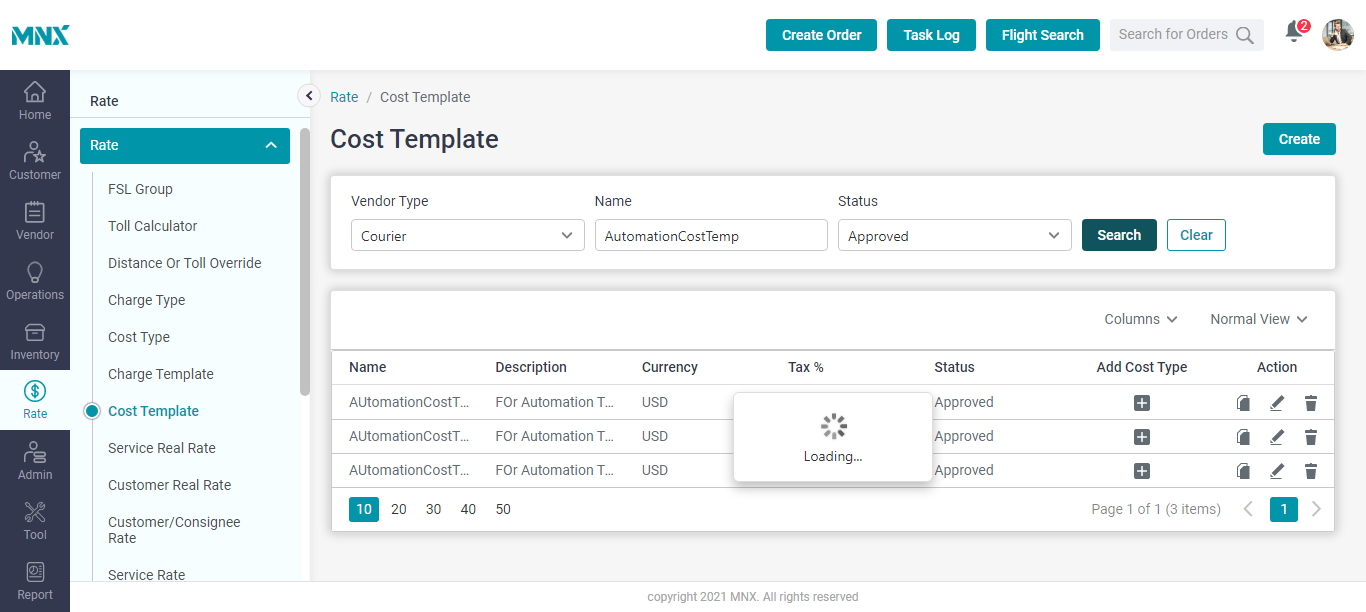 MNX
Create Order
Task Log
Flight Search
Search for Orders
2
Home
Customer
Vendor
Operations
Inventory
Rate
Admin
Tool
Report
Rate
Rate
FSL Group
Toll Calculator
Distance Or Toll Override
Charge Type
Cost Type
Charge Template
Cost Template
Service Real Rate
Customer Real Rate
Customer/Consignee
Rate
Service Rate
Rate / Cost Template
Cost Template
Create
Vendor Type Name Status
Courier AutomationCostTemp Approved Search Clear
Columns Normal View
Name Description Currency Tax % Status Add Cost Type Action
AUtomationCostT... FOr Automation T... USD Approved
AUtomationCostT... FOr Automation T... USD Approved
AUtomationCostT... FOr Automation T... USD Approved
Loading...
10 20 30 40 50 Page 1 of 1 (3 items) 1
copyright 2021 MNX. All rights reserved